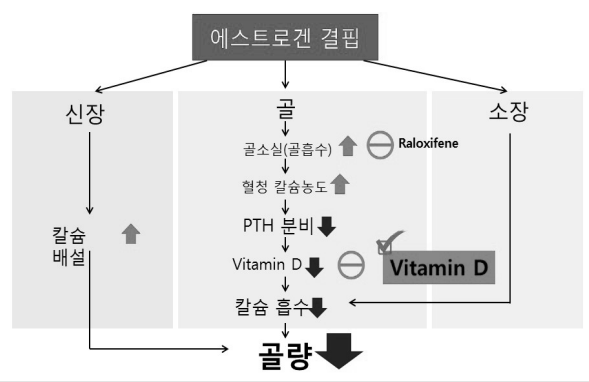 에스트로겐 결핍
신장
골
소장
골소실(골흡수)
Raloxifene
혈청 칼슘농도
PTH 분비
칼슘
배설
Vitamin D
Vitamin D
칼슘 흡수
골량